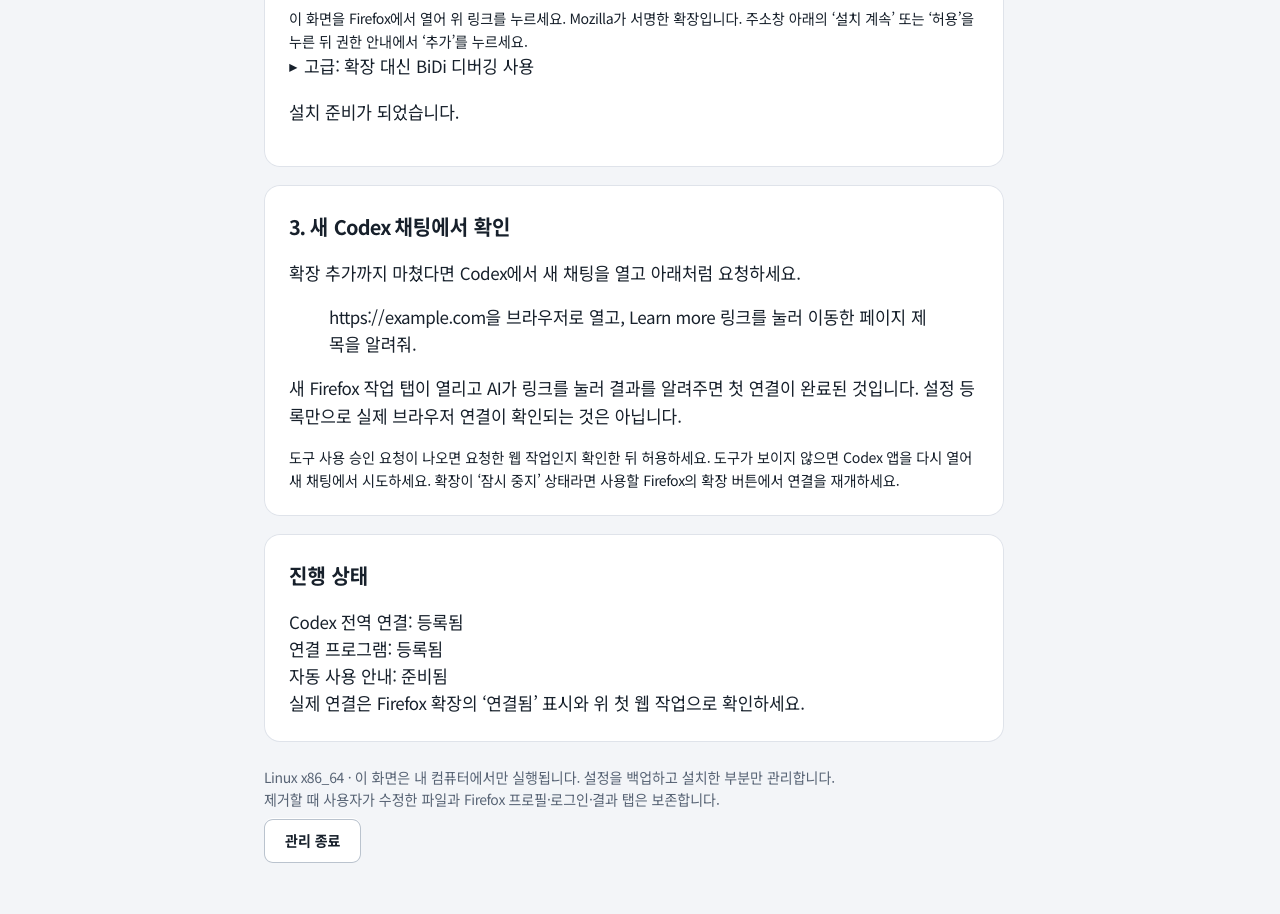 이 화면을 Firefox에서 열어 위 링크를 누르세요. Mozilla가 서명한 확장입니다. 주소창 아래의 ‘설치 계속’ 또는 ‘허용’을
누른 뒤 권한 안내에서 ‘추가’를 누르세요.
▸ 고급: 확장 대신 BiDi 디버깅 사용
설치 준비가 되었습니다.
3. 새 Codex 채팅에서 확인
확장 추가까지 마쳤다면 Codex에서 새 채팅을 열고 아래처럼 요청하세요.
https://example.com을 브라우저로 열고, Learn more 링크를 눌러 이동한 페이지 제
목을 알려줘.
새 Firefox 작업 탭이 열리고 AI가 링크를 눌러 결과를 알려주면 첫 연결이 완료된 것입니다. 설정 등
록만으로 실제 브라우저 연결이 확인되는 것은 아닙니다.
도구 사용 승인 요청이 나오면 요청한 웹 작업인지 확인한 뒤 허용하세요. 도구가 보이지 않으면 Codex 앱을 다시 열어
새 채팅에서 시도하세요. 확장이 ‘잠시 중지’ 상태라면 사용할 Firefox의 확장 버튼에서 연결을 재개하세요.
진행 상태
Codex 전역 연결: 등록됨
연결 프로그램: 등록됨
자동 사용 안내: 준비됨
실제 연결은 Firefox 확장의 ‘연결됨’ 표시와 위 첫 웹 작업으로 확인하세요.
Linux x86_64 · 이 화면은 내 컴퓨터에서만 실행됩니다. 설정을 백업하고 설치한 부분만 관리합니다.
제거할 때 사용자가 수정한 파일과 Firefox 프로필·로그인·결과 탭은 보존합니다.
관리 종료